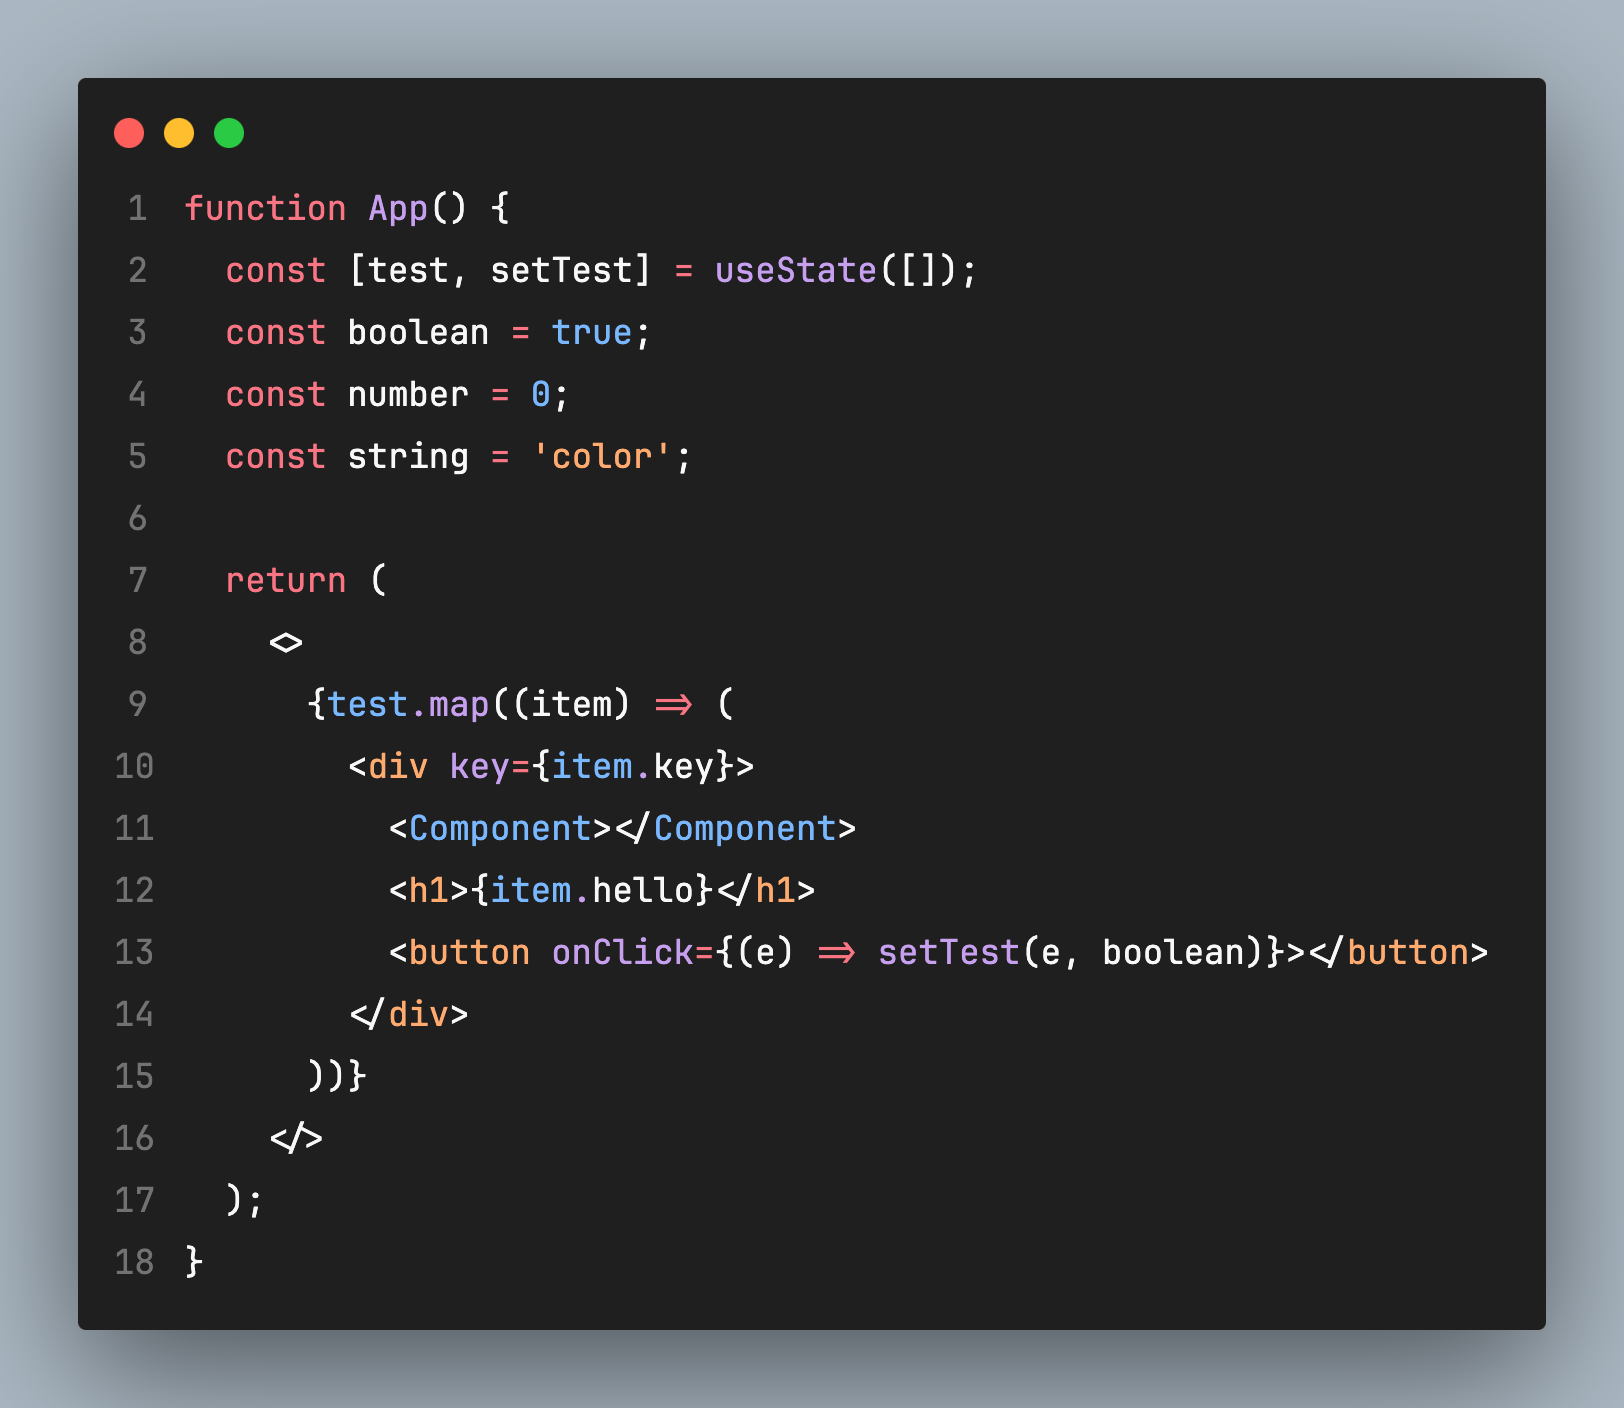 1 function App() {
2   const [test, setTest] = useState([]);
3   const boolean = true;
4   const number = 0;
5   const string = 'color';
6
7   return (
8     <>
9       {test.map((item) => (
10         <div key={item.key}>
11           <Component></Component>
12           <h1>{item.hello}</h1>
13           <button onClick={(e) => setTest(e, boolean)}></button>
14         </div>
15       ))}
16     </>
17   );
18 }